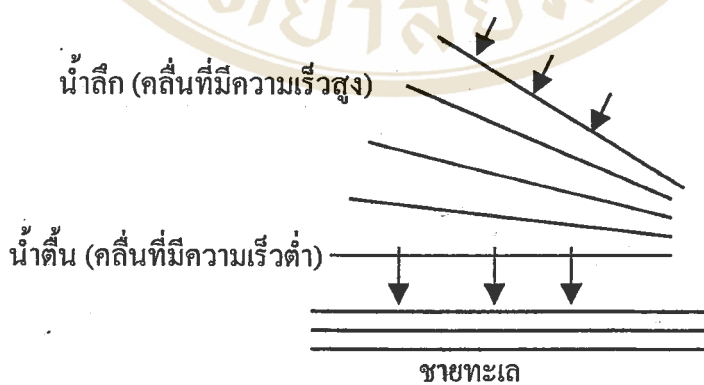 น้ำลึก (คลื่นที่มีความเร็วสูง)
น้ำตื้น (คลื่นที่มีความเร็วต่ำ)
ชายทะเล